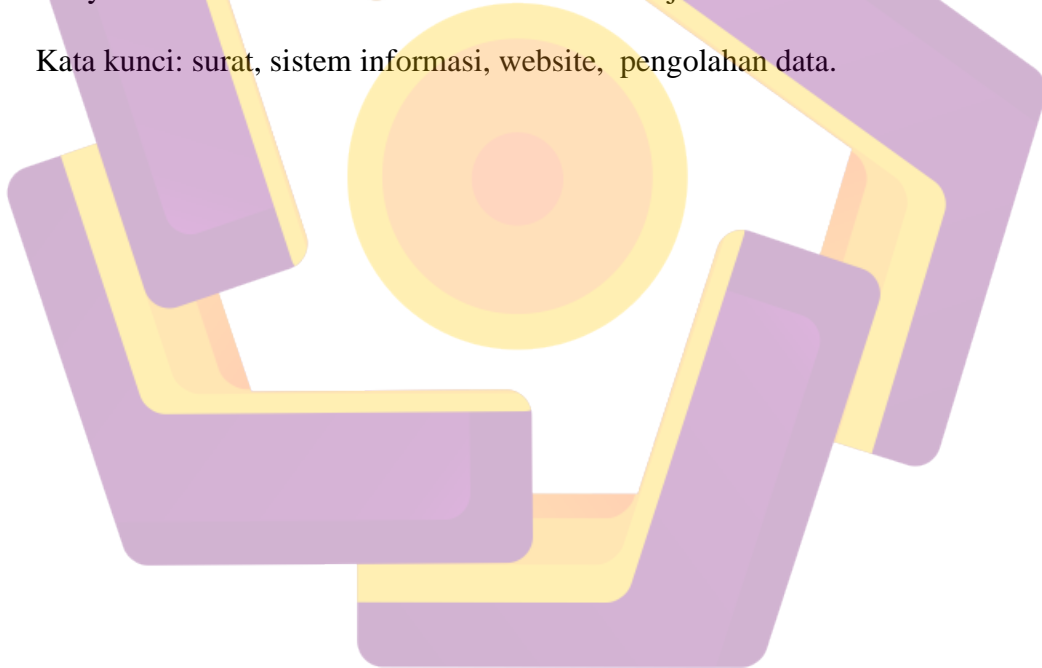 Kata kunci: surat, sistem informasi, website, pengolahan data.